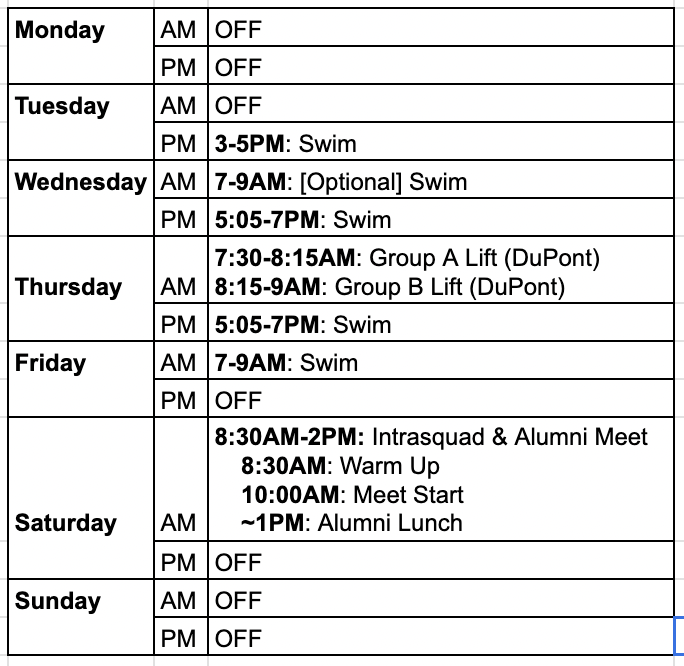 Monday AM OFF
PM OFF
Tuesday AM OFF
PM 3-5PM: Swim
Wednesday AM 7-9AM: [Optional] Swim
PM 5:05-7PM: Swim
7:30-8:15AM: Group A Lift (DuPont)
Thursday AM 8:15-9AM: Group B Lift (DuPont)
PM 5:05-7PM: Swim
Friday AM 7-9AM: Swim
PM OFF
8:30AM-2PM: Intrasquad & Alumni Meet
8:30AM: Warm Up
10:00AM: Meet Start
Saturday AM ~1PM: Alumni Lunch
PM OFF
Sunday AM OFF
PM OFF